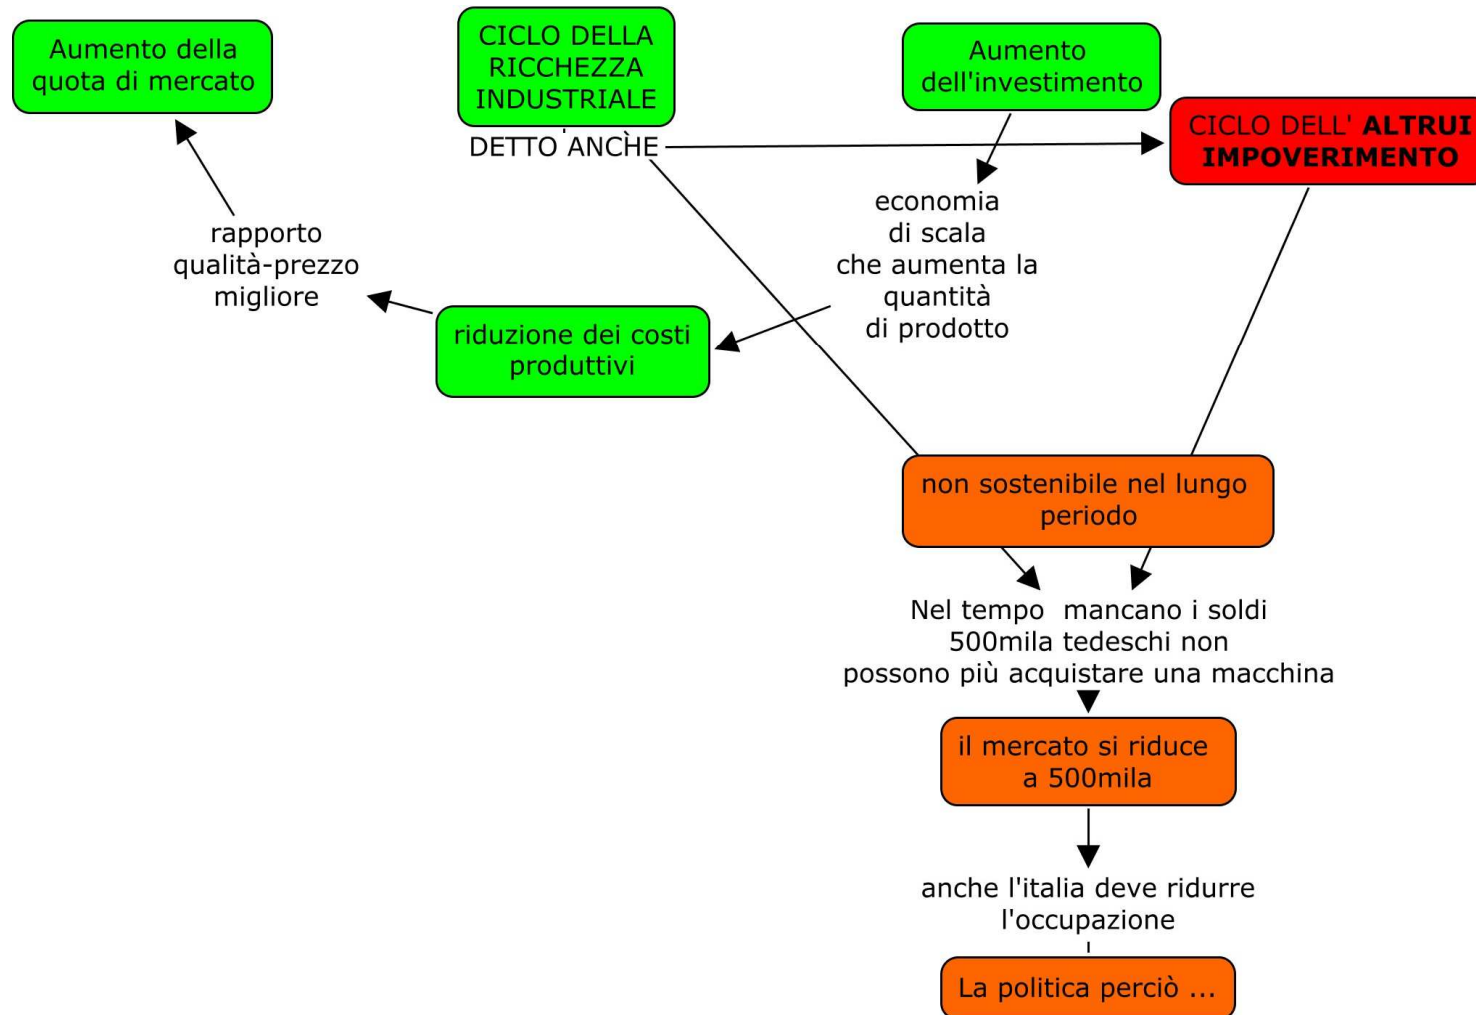 Aumento della
quota di mercato
CICLO DELLA
RICCHEZZA
INDUSTRIALE
Aumento
dell'investimento
DETTO ANCHE
CICLO DELL' ALTRUI
IMPOVERIMENTO
economia
di scala
che aumenta la
quantità
di prodotto
rapporto
qualità-prezzo
migliore
riduzione dei costi
produttivi
non sostenibile nel lungo
periodo
Nel tempo  mancano i soldi
500mila tedeschi non
possono più acquistare una macchina
il mercato si riduce
a 500mila
anche l'italia deve ridurre
l'occupazione
La politica perciò ...